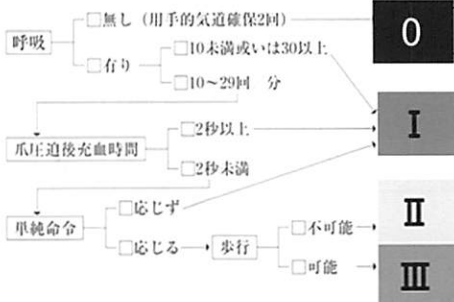 □無し（用手的気道確保2回）
0
呼吸
□有り
□10未満或いは30以上
□10～29回　分
I
爪圧迫後充血時間
□2秒以上
□2秒未満
単純命令
□応じず
□応じる
歩行
□不可能
□可能
II
III